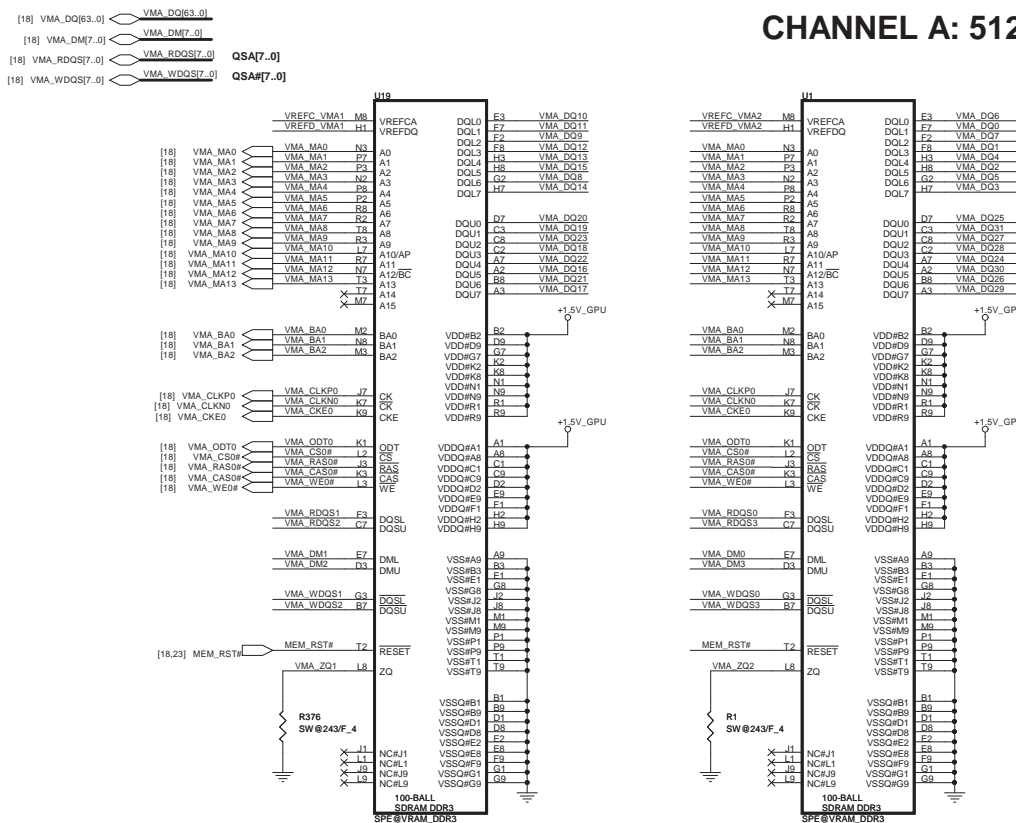 [18] VMA_DQ[63..0] VMA_DQ[63..0]
[18] VMA_DM[7..0] VMA_DM[7..0]
[18] VMA_RDQS[7..0] VMA_RDQS[7..0] QSA[7..0]
[18] VMA_WDQS[7..0] VMA_WDQS[7..0] QSA#[7..0]
CHANNEL A: 512
U19
VREFC_VMA1 M8 VREFCA
VREFD_VMA1 H1 VREFDQ
[18] VMA_MA0 VMA_MA0 N3 A0
[18] VMA_MA1 VMA_MA1 P7 A1
[18] VMA_MA2 VMA_MA2 P3 A2
[18] VMA_MA3 VMA_MA3 N2 A3
[18] VMA_MA4 VMA_MA4 P8 A4
[18] VMA_MA5 VMA_MA5 P2 A5
[18] VMA_MA6 VMA_MA6 R8 A6
[18] VMA_MA7 VMA_MA7 R2 A7
[18] VMA_MA8 VMA_MA8 T8 A8
[18] VMA_MA9 VMA_MA9 R3 A9
[18] VMA_MA10 VMA_MA10 L7 A10/AP
[18] VMA_MA11 VMA_MA11 R7 A11
[18] VMA_MA12 VMA_MA12 N7 A12/BC
[18] VMA_MA13 VMA_MA13 T3 A13
T7 A14
M7 A15
[18] VMA_BA0 VMA_BA0 M2 BA0
[18] VMA_BA1 VMA_BA1 N8 BA1
[18] VMA_BA2 VMA_BA2 M3 BA2
[18] VMA_CLKP0 VMA_CLKP0 J7 CK
[18] VMA_CLKN0 VMA_CLKN0 K7 CK
[18] VMA_CKE0 VMA_CKE0 K9 CKE
[18] VMA_ODT0 VMA_ODT0 K1 ODT
[18] VMA_CS0# VMA_CS0# L2 CS
[18] VMA_RAS0# VMA_RAS0# J3 RAS
[18] VMA_CAS0# VMA_CAS0# K3 CAS
[18] VMA_WE0# VMA_WE0# L3 WE
VMA_RDQS1 F3 DQSL
VMA_RDQS2 C7 DQSU
VMA_DM1 E7 DML
VMA_DM2 D3 DMU
VMA_WDQS1 G3 DQSL
VMA_WDQS2 B7 DQSU
[18,23] MEM_RST# MEM_RST# T2 RESET
VMA_ZQ1 L8 ZQ
R376
SW@243/F_4
J1 NC#J1
L1 NC#L1
J9 NC#J9
L9 NC#L9
DQL0 E3 VMA_DQ10
DQL1 F7 VMA_DQ11
DQL2 F2 VMA_DQ9
DQL3 F8 VMA_DQ12
DQL4 H3 VMA_DQ13
DQL5 H8 VMA_DQ15
DQL6 G2 VMA_DQ8
DQL7 H7 VMA_DQ14
DQU0 D7 VMA_DQ20
DQU1 C3 VMA_DQ19
DQU2 C8 VMA_DQ23
DQU3 C2 VMA_DQ18
DQU4 A7 VMA_DQ22
DQU5 A2 VMA_DQ16
DQU6 B8 VMA_DQ21
DQU7 A3 VMA_DQ17
+1.5V_GPU
VDD#B2 B2
VDD#D9 D9
VDD#G7 G7
VDD#K2 K2
VDD#K8 K8
VDD#N1 N1
VDD#N9 N9
VDD#R1 R1
VDD#R9 R9
+1.5V_GPU
VDDQ#A1 A1
VDDQ#A8 A8
VDDQ#C1 C1
VDDQ#C9 C9
VDDQ#D2 D2
VDDQ#E9 E9
VDDQ#F1 F1
VDDQ#H2 H2
VDDQ#H9 H9
VSS#A9 A9
VSS#B3 B3
VSS#E1 E1
VSS#G8 G8
VSS#J2 J2
VSS#J8 J8
VSS#M1 M1
VSS#M9 M9
VSS#P1 P1
VSS#P9 P9
VSS#T1 T1
VSS#T9 T9
VSSQ#B1 B1
VSSQ#B9 B9
VSSQ#D1 D1
VSSQ#D8 D8
VSSQ#E2 E2
VSSQ#E8 E8
VSSQ#F9 F9
VSSQ#G1 G1
VSSQ#G9 G9
100-BALL
SDRAM DDR3
SPE@VRAM_DDR3
U1
VREFC_VMA2 M8 VREFCA
VREFD_VMA2 H1 VREFDQ
VMA_MA0 N3 A0
VMA_MA1 P7 A1
VMA_MA2 P3 A2
VMA_MA3 N2 A3
VMA_MA4 P8 A4
VMA_MA5 P2 A5
VMA_MA6 R8 A6
VMA_MA7 R2 A7
VMA_MA8 T8 A8
VMA_MA9 R3 A9
VMA_MA10 L7 A10/AP
VMA_MA11 R7 A11
VMA_MA12 N7 A12/BC
VMA_MA13 T3 A13
T7 A14
M7 A15
VMA_BA0 M2 BA0
VMA_BA1 N8 BA1
VMA_BA2 M3 BA2
VMA_CLKP0 J7 CK
VMA_CLKN0 K7 CK
VMA_CKE0 K9 CKE
VMA_ODT0 K1 ODT
VMA_CS0# L2 CS
VMA_RAS0# J3 RAS
VMA_CAS0# K3 CAS
VMA_WE0# L3 WE
VMA_RDQS0 F3 DQSL
VMA_RDQS3 C7 DQSU
VMA_DM0 E7 DML
VMA_DM3 D3 DMU
VMA_WDQS0 G3 DQSL
VMA_WDQS3 B7 DQSU
MEM_RST# T2 RESET
VMA_ZQ2 L8 ZQ
R1
SW@243/F_4
J1 NC#J1
L1 NC#L1
J9 NC#J9
L9 NC#L9
DQL0 E3 VMA_DQ6
DQL1 F7 VMA_DQ0
DQL2 F2 VMA_DQ7
DQL3 F8 VMA_DQ1
DQL4 H3 VMA_DQ4
DQL5 H8 VMA_DQ2
DQL6 G2 VMA_DQ5
DQL7 H7 VMA_DQ3
DQU0 D7 VMA_DQ25
DQU1 C3 VMA_DQ31
DQU2 C8 VMA_DQ27
DQU3 C2 VMA_DQ28
DQU4 A7 VMA_DQ24
DQU5 A2 VMA_DQ30
DQU6 B8 VMA_DQ26
DQU7 A3 VMA_DQ29
+1.5V_GP
VDD#B2 B2
VDD#D9 D9
VDD#G7 G7
VDD#K2 K2
VDD#K8 K8
VDD#N1 N1
VDD#N9 N9
VDD#R1 R1
VDD#R9 R9
+1.5V_GP
VDDQ#A1 A1
VDDQ#A8 A8
VDDQ#C1 C1
VDDQ#C9 C9
VDDQ#D2 D2
VDDQ#E9 E9
VDDQ#F1 F1
VDDQ#H2 H2
VDDQ#H9 H9
VSS#A9 A9
VSS#B3 B3
VSS#E1 E1
VSS#G8 G8
VSS#J2 J2
VSS#J8 J8
VSS#M1 M1
VSS#M9 M9
VSS#P1 P1
VSS#P9 P9
VSS#T1 T1
VSS#T9 T9
VSSQ#B1 B1
VSSQ#B9 B9
VSSQ#D1 D1
VSSQ#D8 D8
VSSQ#E2 E2
VSSQ#E8 E8
VSSQ#F9 F9
VSSQ#G1 G1
VSSQ#G9 G9
100-BALL
SDRAM DDR3
SPE@VRAM_DDR3